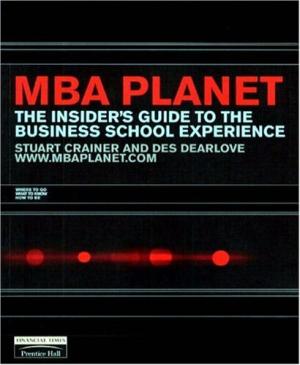 MBA PLANET
THE INSIDER'S GUIDE TO THE
BUSINESS SCHOOL EXPERIENCE
STUART CRAINER AND DES DEARLOVE
WWW.MBAPLANET.COM
WHERE TO GO
WHAT TO KNOW
HOW TO BE
FINANCIAL TIMES
Prentice Hall